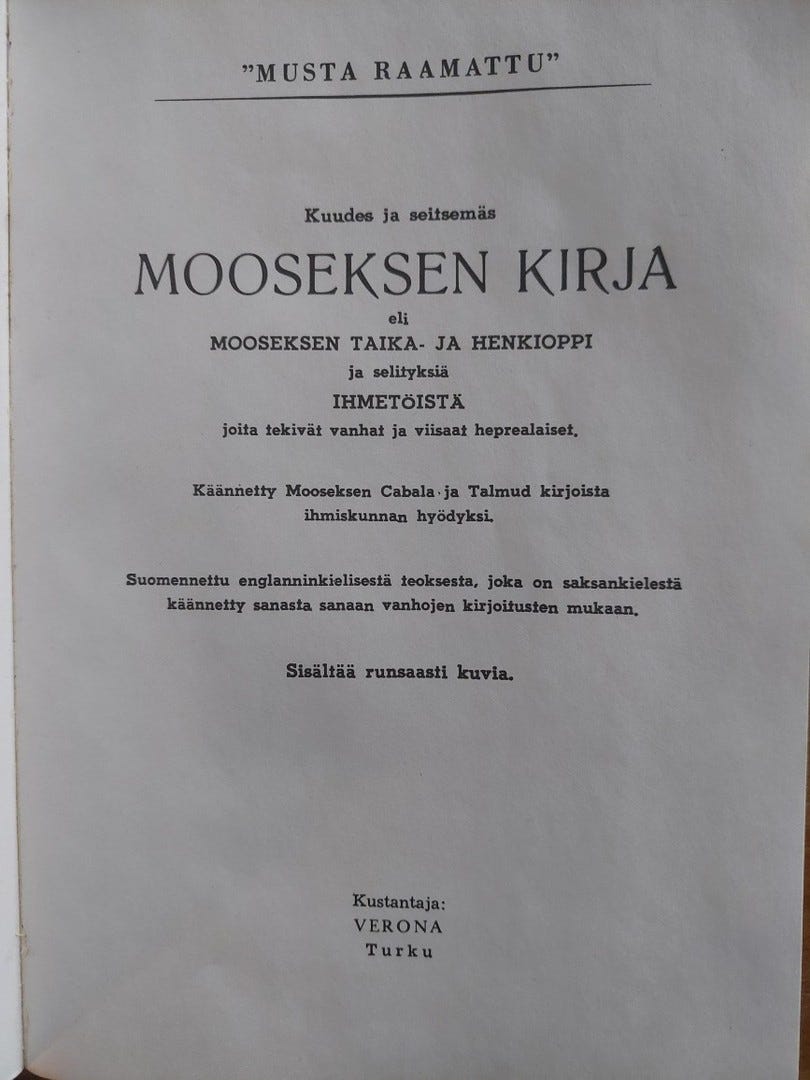 "MUSTA RAAMATTU"
Kuudes ja seitsemäs
MOOSEKSEN KIRJA
eli
MOOSEKSEN TAIKA- JA HENKIOPPI
ja selityksiä
IHMETÖISTÄ
joita tekivät vanhat ja viisaat heprealaiset.
Käännetty Mooseksen Cabala ja Talmud kirjoista
ihmiskunnan hyödyksi.
Suomennettu englanninkielisestä teoksesta, joka on saksankielestä
käännetty sanasta sanaan vanhojen kirjoitusten mukaan.
Sisältää runsaasti kuvia.
Kustantaja:
VERONA
Turku